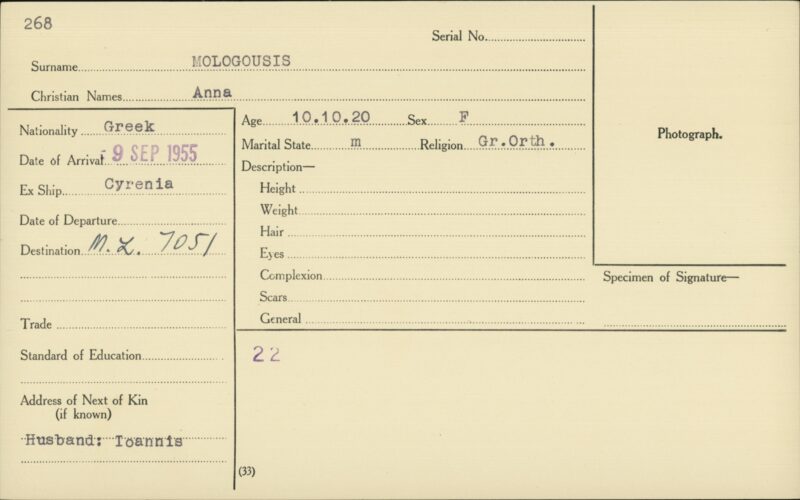 268
Serial No.
Surname MOLOGOUSIS
Christian Names Anna
Nationality Greek
Date of Arrival - 9 SEP 1955
Ex Ship Cyrenia
Date of Departure
Destination M.L. 7051
Trade
Standard of Education
Address of Next of Kin
(if known)
Husband: Ioannis
Age 10.10.20 Sex F
Marital State m Religion Gr.Orth.
Description—
Height
Weight
Hair
Eyes
Complexion
Scars
General
22
(33)
Photograph.
Specimen of Signature—